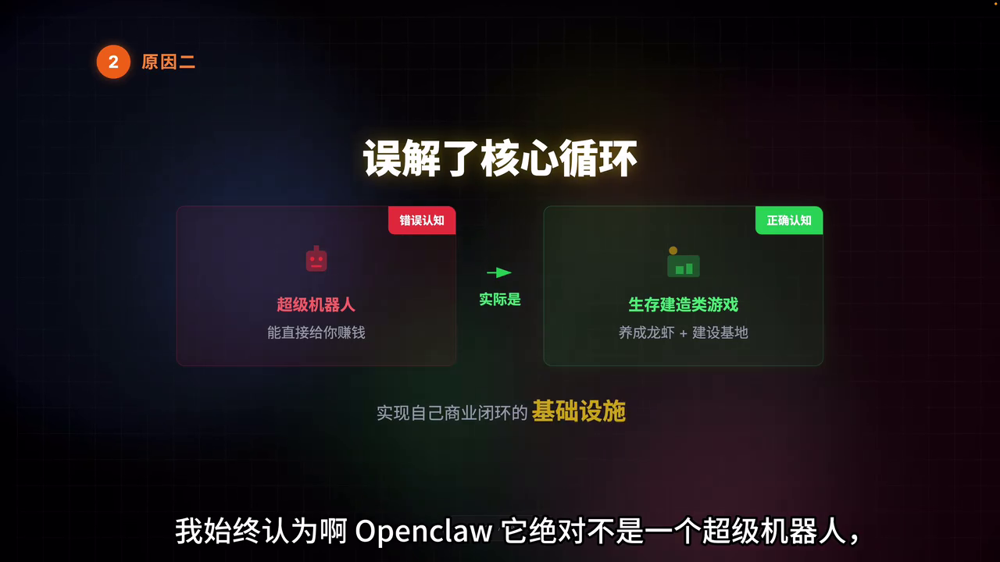 2 原因二
误解了核心循环
错误认知
超级机器人
能直接给你赚钱
实际是
正确认知
生存建造类游戏
养成龙虾 + 建设基地
实现自己商业闭环的 基础设施
我始终认为啊 Openclaw 它绝对不是一个超级机器人，